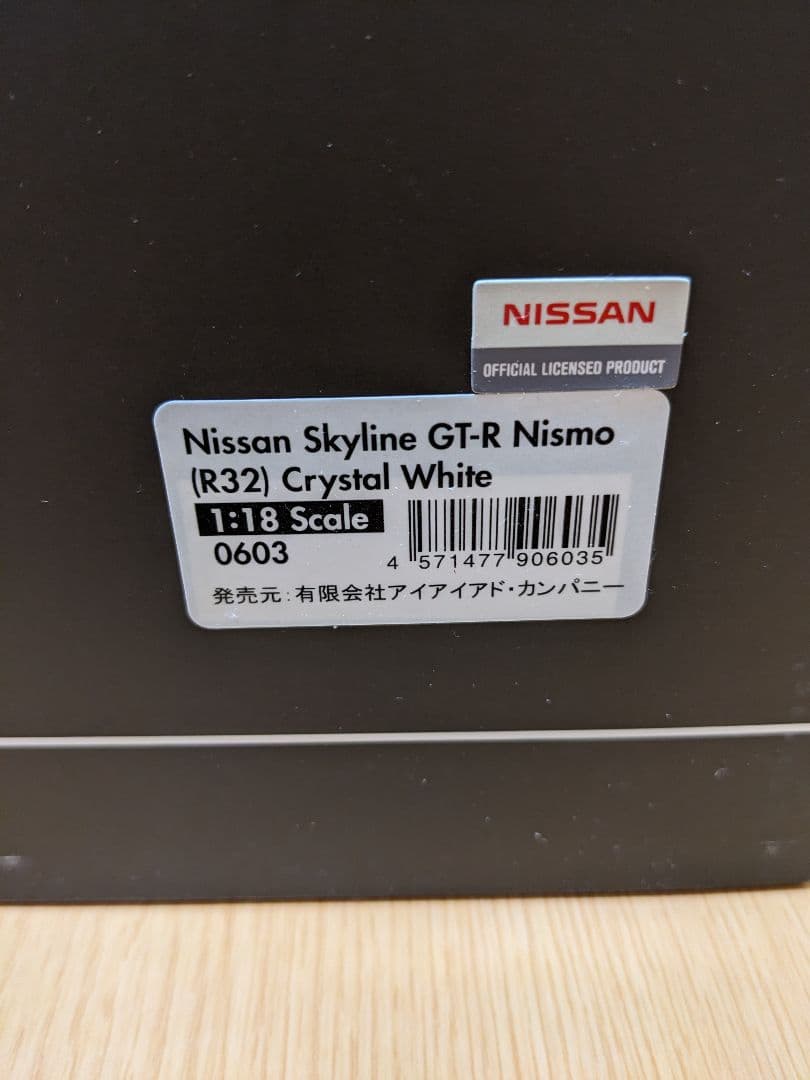 NISSAN
OFFICIAL LICENSED PRODUCT
Nissan Skyline GT-R Nismo
(R32) Crystal White
1:18 Scale
0603
4 571477 906035
発売元:有限会社アイアイアド・カンパニー